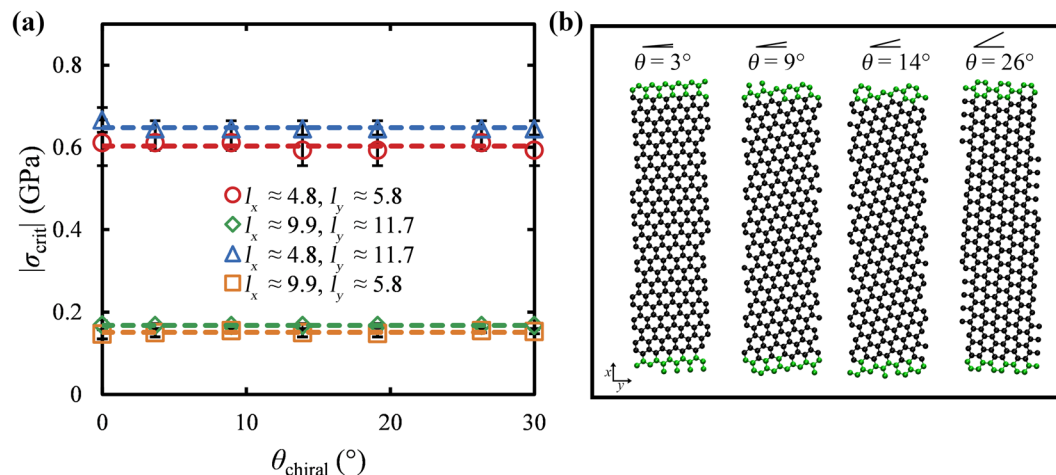 (a)
0.8
0.6
0.4
0.2
0
|σcrit| (GPa)
lx ≈ 4.8, ly ≈ 5.8
lx ≈ 9.9, ly ≈ 11.7
lx ≈ 4.8, ly ≈ 11.7
lx ≈ 9.9, ly ≈ 5.8
0 10 20 30
θchiral (°)
(b)
θ = 3° θ = 9° θ = 14° θ = 26°
x
y